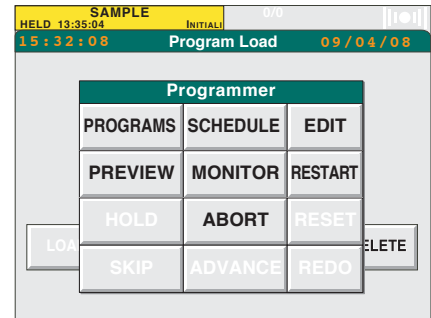 SAMPLE
HELD 13:35:04 INITIALI 0/0
15:32:08 Program Load 09/04/08
Programmer
PROGRAMS SCHEDULE EDIT
PREVIEW MONITOR RESTART
HOLD ABORT RESET
LOA ELETE
SKIP ADVANCE REDO